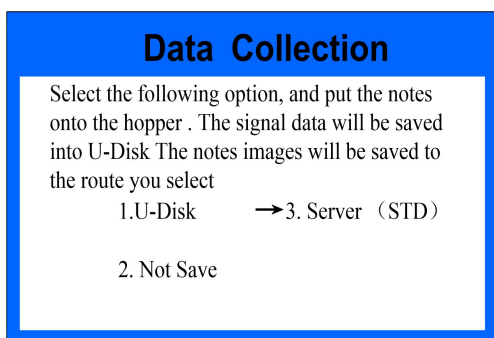 Data Collection
Select the following option, and put the notes
onto the hopper . The signal data will be saved
into U-Disk The notes images will be saved to
the route you select
1.U-Disk →3. Server （STD）
2. Not Save